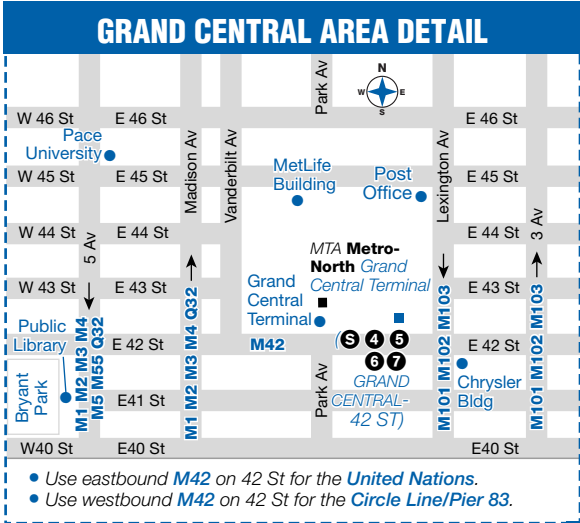 GRAND CENTRAL AREA DETAIL
N
W E
S
Park Av
W 46 St
E 46 St
E 46 St
Pace
University
Madison Av
Vanderbilt Av
MetLife
Building
Post
Office
Lexington Av
W 45 St
E 45 St
E 45 St
W 44 St
5 Av
E 44 St
E 44 St
3 Av
MTA Metro-
North Grand
Central Terminal
W 43 St
E 43 St
E 43 St
Grand
Central
Terminal
Public
Library
M1 M2 M3 M4
M5 M55 Q32
M1 M2 M3 M4 Q32
E 42 St
M42
(S 4 5
6 7
GRAND
CENTRAL-
42 ST)
M101 M102 M103
E 42 St
M101 M102 M103
Chrysler
Bldg
Bryant
Park
E41 St
Park Av
W40 St
E40 St
E40 St
• Use eastbound M42 on 42 St for the United Nations.
• Use westbound M42 on 42 St for the Circle Line/Pier 83.